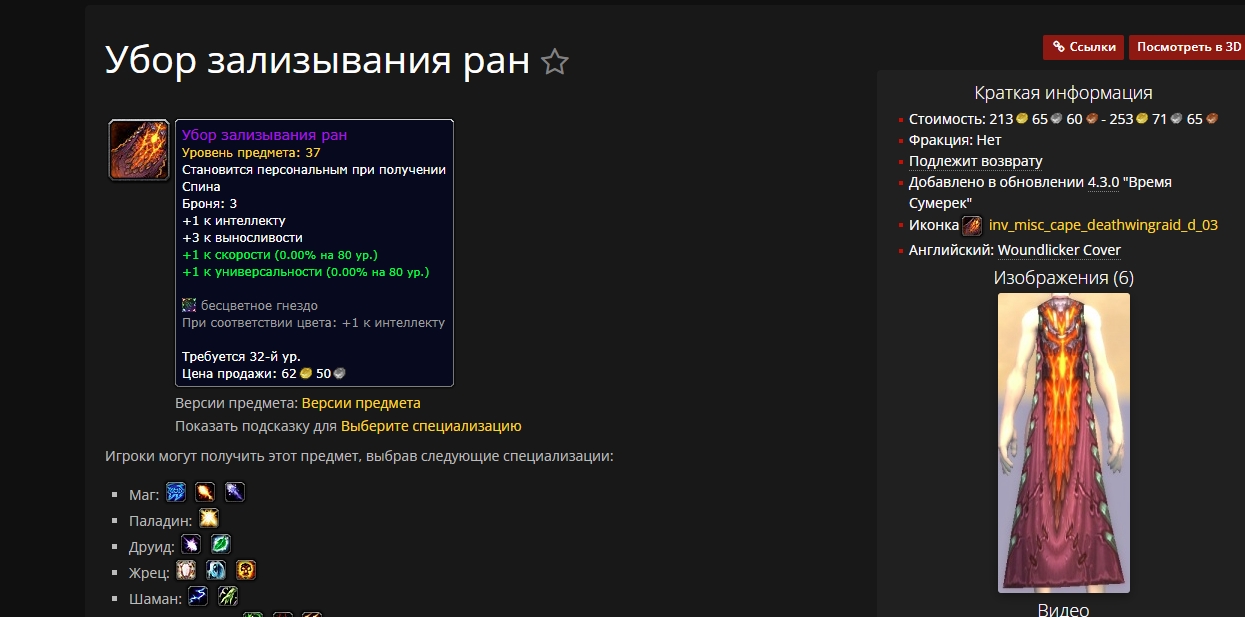 Убор зализывания ран
Ссылки
Посмотреть в 3D
Убор зализывания ран
Уровень предмета: 37
Становится персональным при получении
Спина
Броня: 3
+1 к интеллекту
+3 к выносливости
+1 к скорости (0.00% на 80 ур.)
+1 к универсальности (0.00% на 80 ур.)
бесцветное гнездо
При соответствии цвета: +1 к интеллекту
Требуется 32-й ур.
Цена продажи: 62 50
Версии предмета: Версии предмета
Показать подсказку для Выберите специализацию
Игроки могут получить этот предмет, выбрав следующие специализации:
Маг:
Паладин:
Друид:
Жрец:
Шаман:
Краткая информация
Стоимость: 213 65 60 - 253 71 65
Фракция: Нет
Подлежит возврату
Добавлено в обновлении 4.3.0 "Время
Сумерек"
Иконка inv_misc_cape_deathwingraid_d_03
Английский: Woundlicker Cover
Изображения (6)
Видео